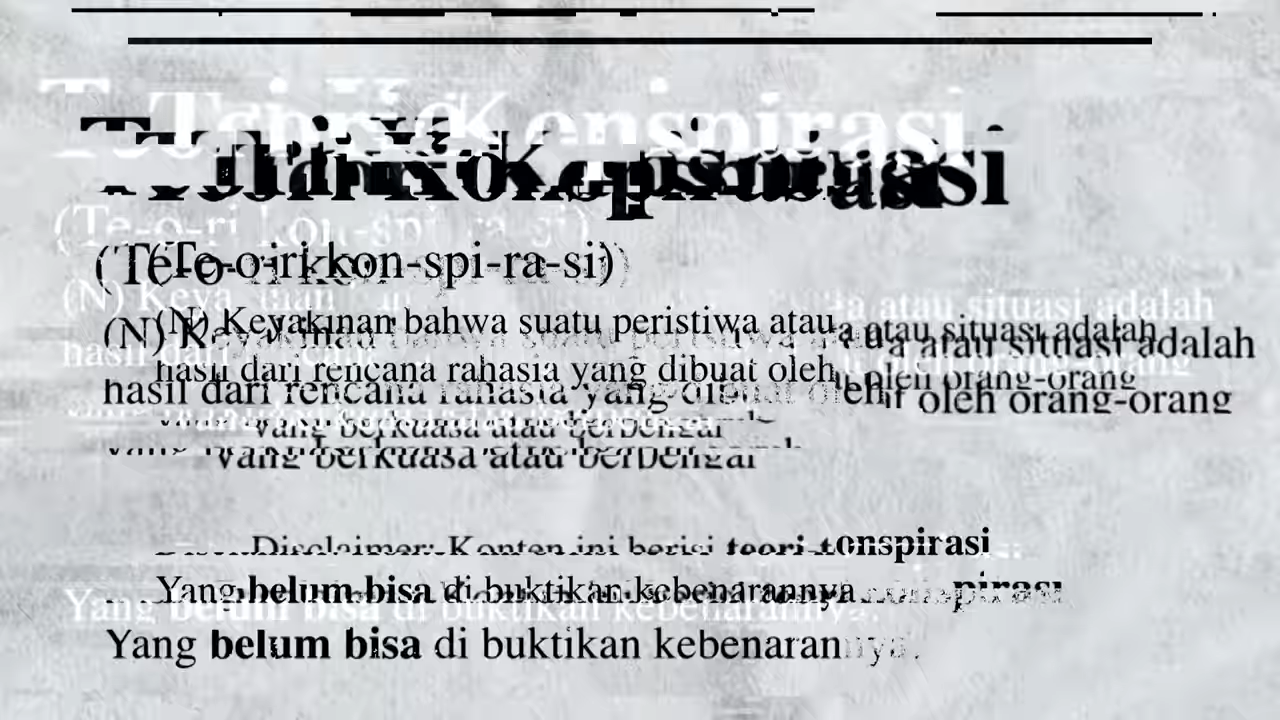 Teori Konspirasi
(Te-o-ri kon-spi-ra-si)
(N) Keyakinan bahwa suatu peristiwa atau situasi adalah
hasil dari rencana rahasia yang dibuat oleh orang-orang
yang berkuasa atau berpengaruh
Disclaimer: Konten ini berisi teori konspirasi
Yang belum bisa di buktikan kebenarannya.